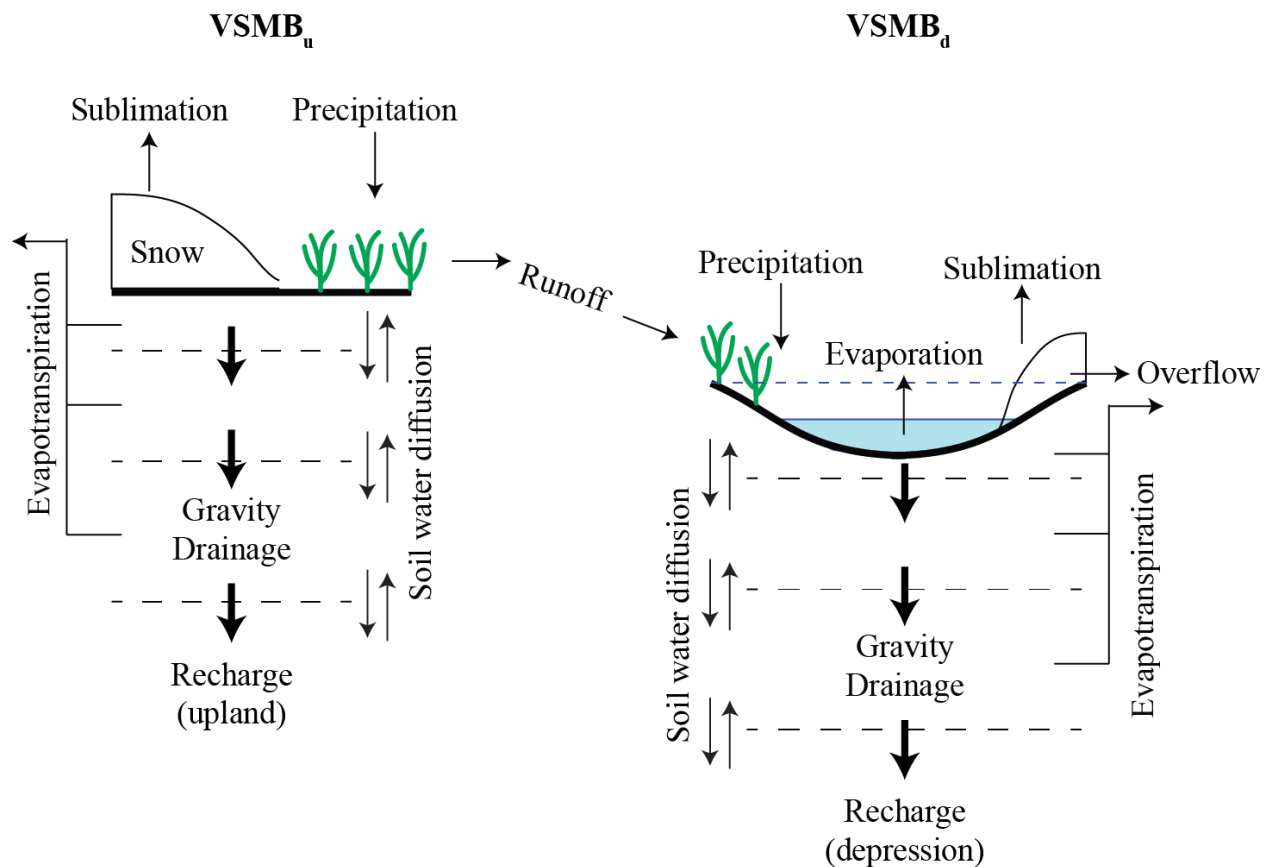 VSMBu
Sublimation
Precipitation
Snow
Evapotranspiration
Soil water diffusion
Gravity
Drainage
Recharge
(upland)
Runoff
VSMBd
Precipitation
Sublimation
Evaporation
Overflow
Soil water diffusion
Evapotranspiration
Gravity
Drainage
Recharge
(depression)